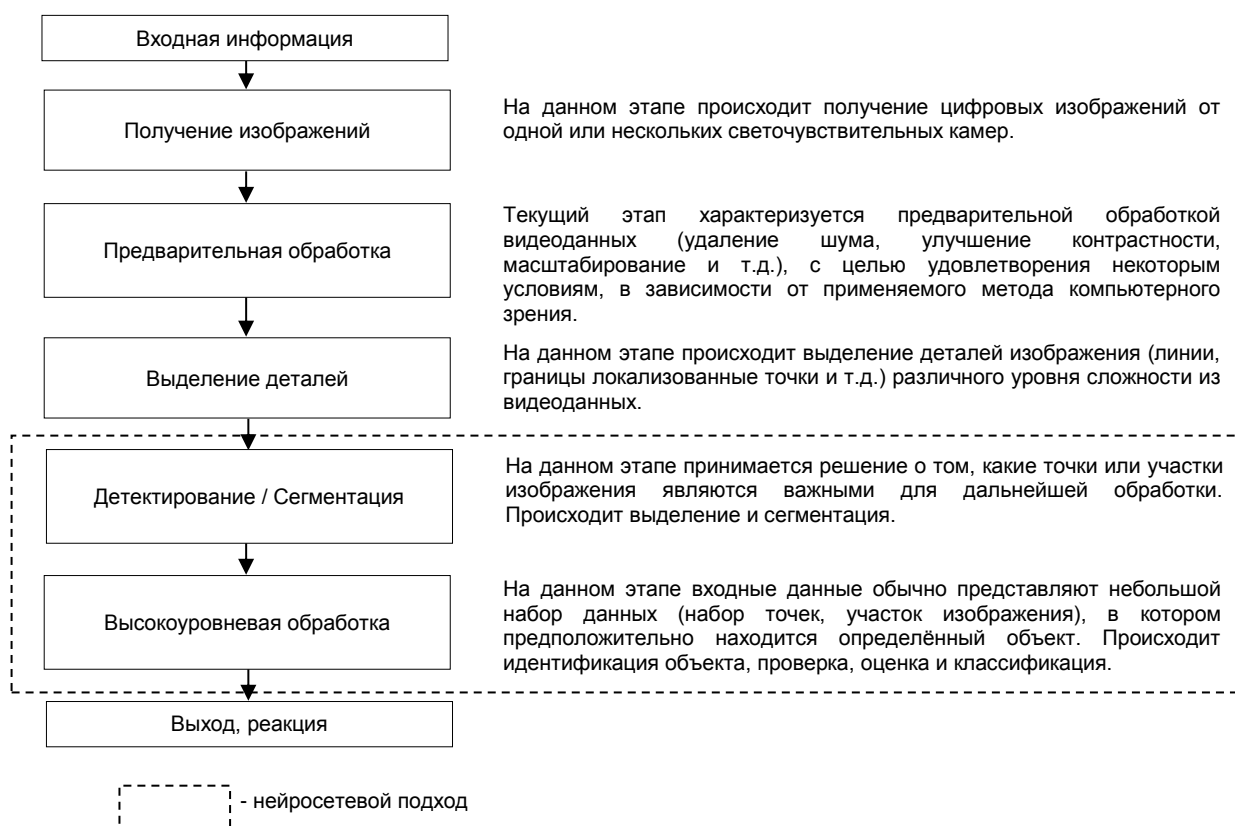 Входная информация
Получение изображений
На данном этапе происходит получение цифровых изображений от
одной или нескольких светочувствительных камер.
Предварительная обработка
Текущий этап характеризуется предварительной обработкой
видеоданных (удаление шума, улучшение контрастности,
масштабирование и т.д.), с целью удовлетворения некоторым
условиям, в зависимости от применяемого метода компьютерного
зрения.
Выделение деталей
На данном этапе происходит выделение деталей изображения (линии,
границы локализованные точки и т.д.) различного уровня сложности из
видеоданных.
Детектирование / Сегментация
На данном этапе принимается решение о том, какие точки или участки
изображения являются важными для дальнейшей обработки.
Происходит выделение и сегментация.
Высокоуровневая обработка
На данном этапе входные данные обычно представляют небольшой
набор данных (набор точек, участок изображения), в котором
предположительно находится определённый объект. Происходит
идентификация объекта, проверка, оценка и классификация.
Выход, реакция
- нейросетевой подход